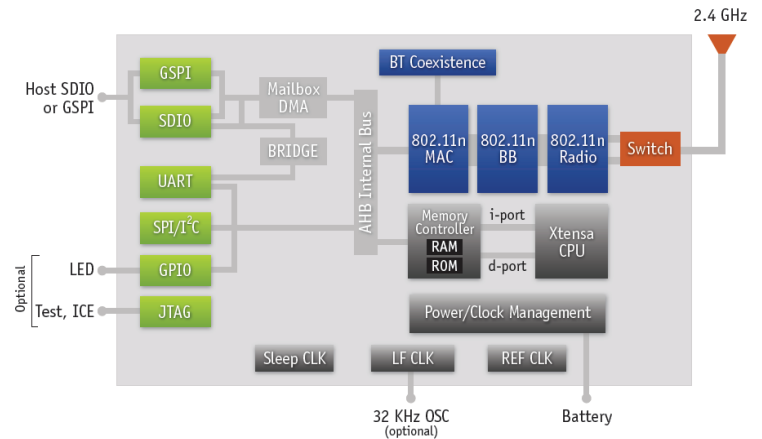 2.4 GHz
GSPI
BT Coexistence
Host SDIO
or GSPI
Mailbox
DMA
SDIO
802.11n
MAC
802.11n
BB
802.11n
Radio
Switch
BRIDGE
AHB Internal Bus
UART
SPI/I²C
Memory
Controller
RAM
ROM
i-port
d-port
Xtensa
CPU
Optional
LED
GPIO
Test, ICE
JTAG
Power/Clock Management
Sleep CLK
LF CLK
REF CLK
32 KHz OSC
(optional)
Battery